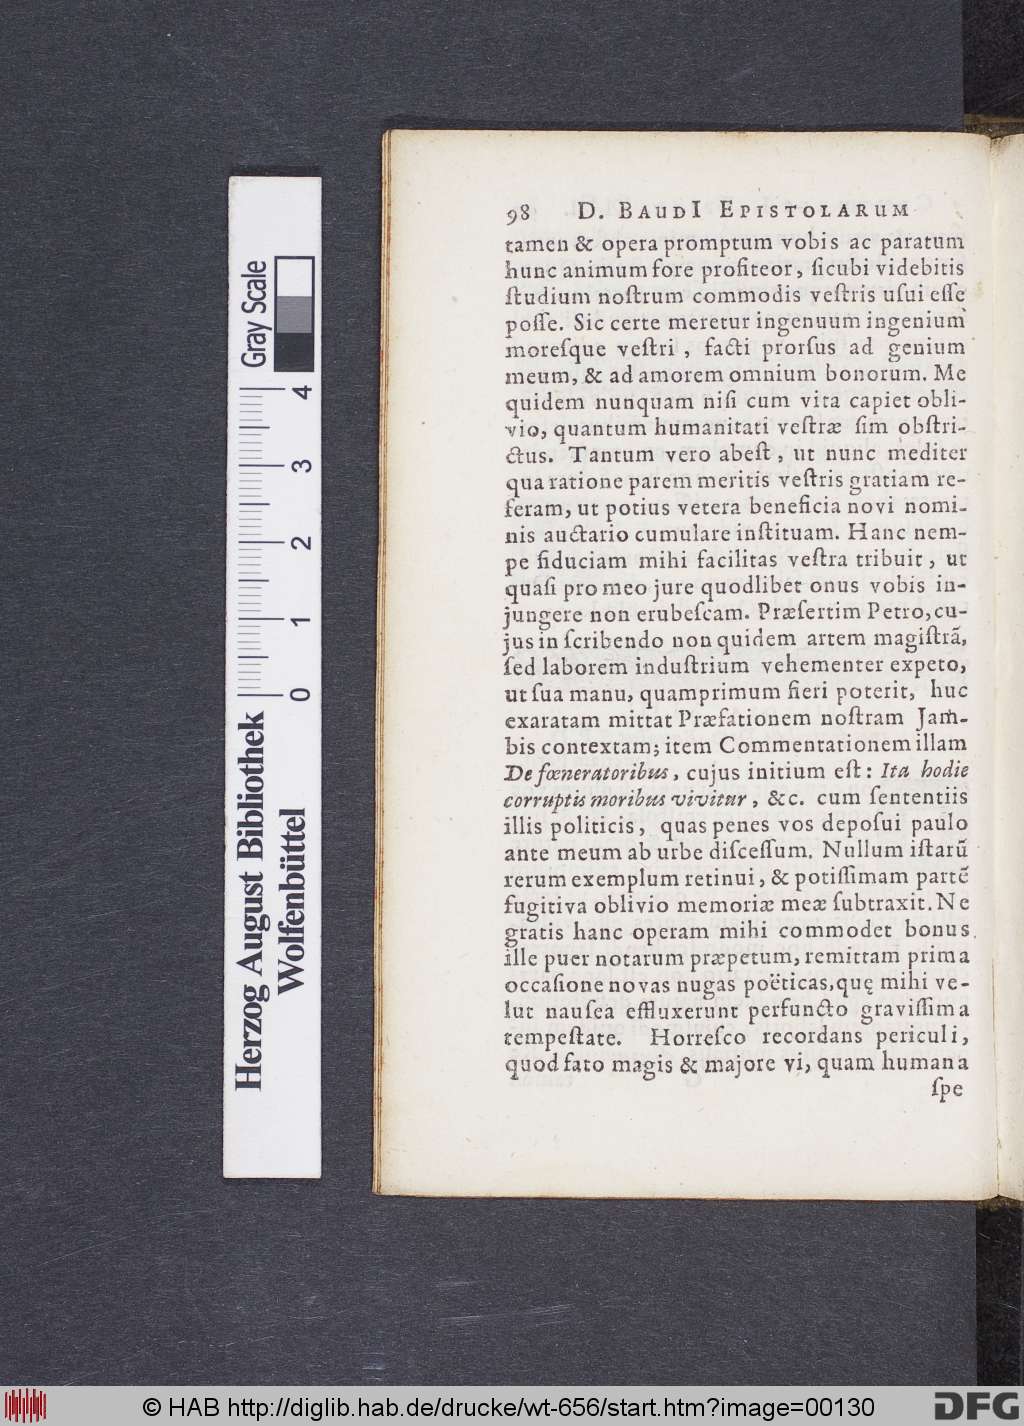 98 D. BAUDI EPISTOLARUM
tamen & opera promptum vobis ac paratum
hunc animum fore profiteor, ſicubi videbitis
ſtudium noſtrum commodis veſtris uſui eſſe
poſſe. Sic certe meretur ingenuum ingenium
moreſque veſtri, facti prorſus ad genium
meum, & ad amorem omnium bonorum. Me
quidem nunquam niſi cum vita capiet obli-
vio, quantum humanitati veſtræ ſim obſtri-
ctus. Tantum vero abeſt, ut nunc mediter
qua ratione parem meritis veſtris gratiam re-
feram, ut potius vetera beneficia novi nomi-
nis auctario cumulare inſtituam. Hanc nem-
pe fiduciam mihi facilitas veſtra tribuit, ut
quaſi pro meo jure quodlibet onus vobis in-
jungere non erubeſcam. Præſertim Petro, cu-
jus in ſcribendo non quidem artem magiſtrā,
ſed laborem induſtrium vehementer expeto,
ut ſua manu, quamprimum fieri poterit, huc
exaratam mittat Præfationem noſtram Jam-
bis contextam; item Commentationem illam
De fœneratoribus, cujus initium eſt: Ita hodie
corruptis moribus vivitur, &c. cum ſententiis
illis politicis, quas penes vos depoſui paulo
ante meum ab urbe diſceſſum. Nullum iſtarū
rerum exemplum retinui, & potiſſimam partē
fugitiva oblivio memoriæ meæ ſubtraxit. Ne
gratis hanc operam mihi commodet bonus
ille puer notarum præpetum, remittam prima
occaſione novas nugas poëticas, quę mihi ve-
lut nauſea effluxerunt perfuncto graviſſima
tempeſtate. Horreſco recordans periculi,
quod fato magis & majore vi, quam humana
ſpe
Gray Scale
4
3
2
1
0
Herzog August Bibliothek
Wolfenbüttel
© HAB http://diglib.hab.de/drucke/wt-656/start.htm?image=00130
DFG